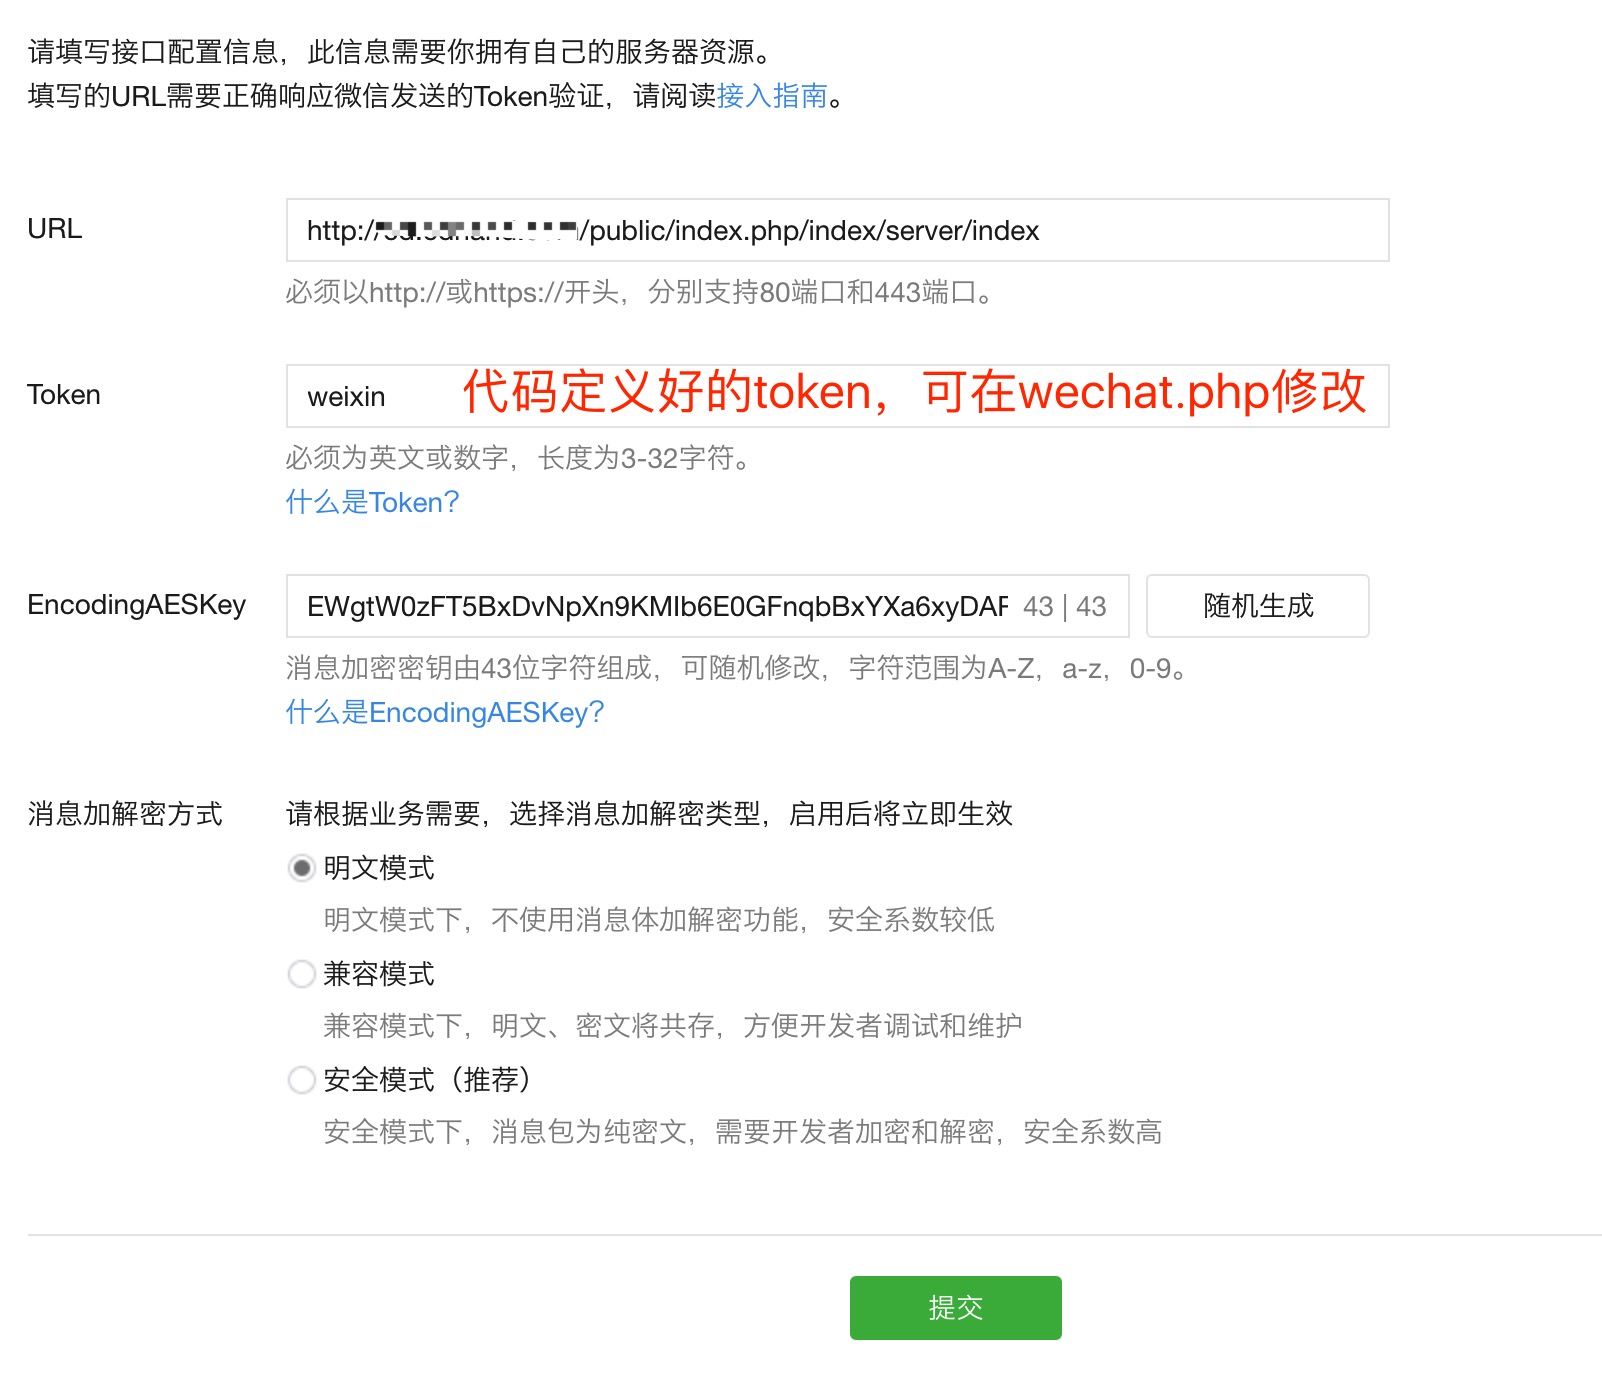 请填写接口配置信息，此信息需要你拥有自己的服务器资源。
填写的URL需要正确响应微信发送的Token验证，请阅读接入指南。
URL
http:// /public/index.php/index/server/index
必须以http://或https://开头，分别支持80端口和443端口。
Token
weixin
代码定义好的token，可在wechat.php修改
必须为英文或数字，长度为3-32字符。
什么是Token？
EncodingAESKey
EWgtW0zFT5BxDvNpXn9KMIb6E0GFnqbBxYXa6xyDAF 43 | 43
随机生成
消息加密密钥由43位字符组成，可随机修改，字符范围为A-Z，a-z，0-9。
什么是EncodingAESKey？
消息加解密方式
请根据业务需要，选择消息加解密类型，启用后将立即生效
明文模式
明文模式下，不使用消息体加解密功能，安全系数较低
兼容模式
兼容模式下，明文、密文将共存，方便开发者调试和维护
安全模式（推荐）
安全模式下，消息包为纯密文，需要开发者加密和解密，安全系数高
提交